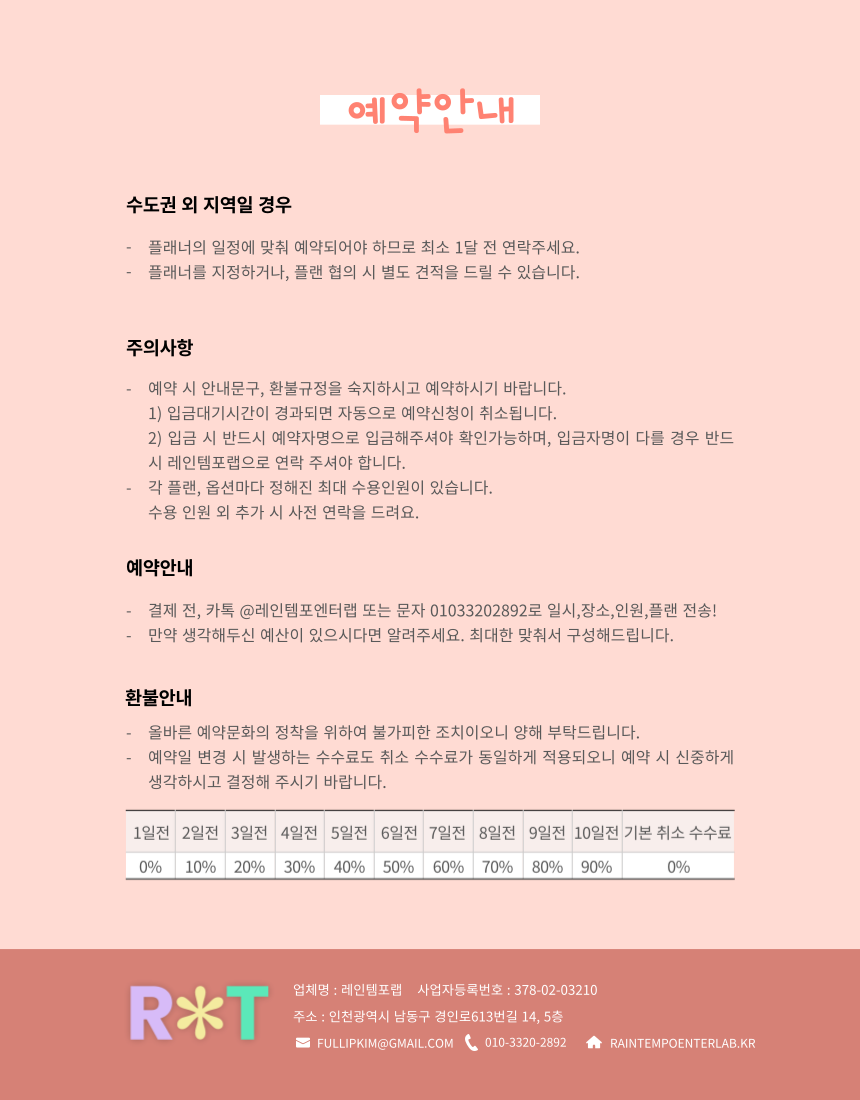 예약안내
수도권 외 지역일 경우
- 플래너의 일정에 맞춰 예약되어야 하므로 최소 1달 전 연락주세요.
- 플래너를 지정하거나, 플랜 협의 시 별도 견적을 드릴 수 있습니다.
주의사항
- 예약 시 안내문구, 환불규정을 숙지하시고 예약하시기 바랍니다.
1) 입금대기시간이 경과되면 자동으로 예약신청이 취소됩니다.
2) 입금 시 반드시 예약자명으로 입금해주셔야 확인가능하며, 입금자명이 다를 경우 반드
시 레인템포랩으로 연락 주셔야 합니다.
- 각 플랜, 옵션마다 정해진 최대 수용인원이 있습니다.
수용 인원 외 추가 시 사전 연락을 드려요.
예약안내
- 결제 전, 카톡 @레인템포엔터랩 또는 문자 01033202892로 일시,장소,인원,플랜 전송!
- 만약 생각해두신 예산이 있으시다면 알려주세요. 최대한 맞춰서 구성해드립니다.
환불안내
- 올바른 예약문화의 정착을 위하여 불가피한 조치이오니 양해 부탁드립니다.
- 예약일 변경 시 발생하는 수수료도 취소 수수료가 동일하게 적용되오니 예약 시 신중하게
생각하시고 결정해 주시기 바랍니다.
1일전 2일전 3일전 4일전 5일전 6일전 7일전 8일전 9일전 10일전 기본 취소 수수료
0% 10% 20% 30% 40% 50% 60% 70% 80% 90% 0%
R*T
업체명 : 레인템포랩 사업자등록번호 : 378-02-03210
주소 : 인천광역시 남동구 경인로613번길 14, 5층
FULLIPKIM@GMAIL.COM 010-3320-2892 RAINTEMPOENTERLAB.KR